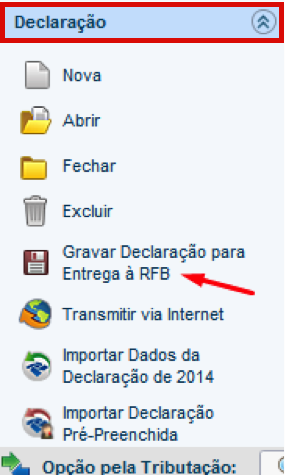 Declaração
Nova
Abrir
Fechar
Excluir
Gravar Declaração para
Entrega à RFB
Transmitir via Internet
Importar Dados da
Declaração de 2014
Importar Declaração
Pré-Preenchida
Opção pela Tributação: